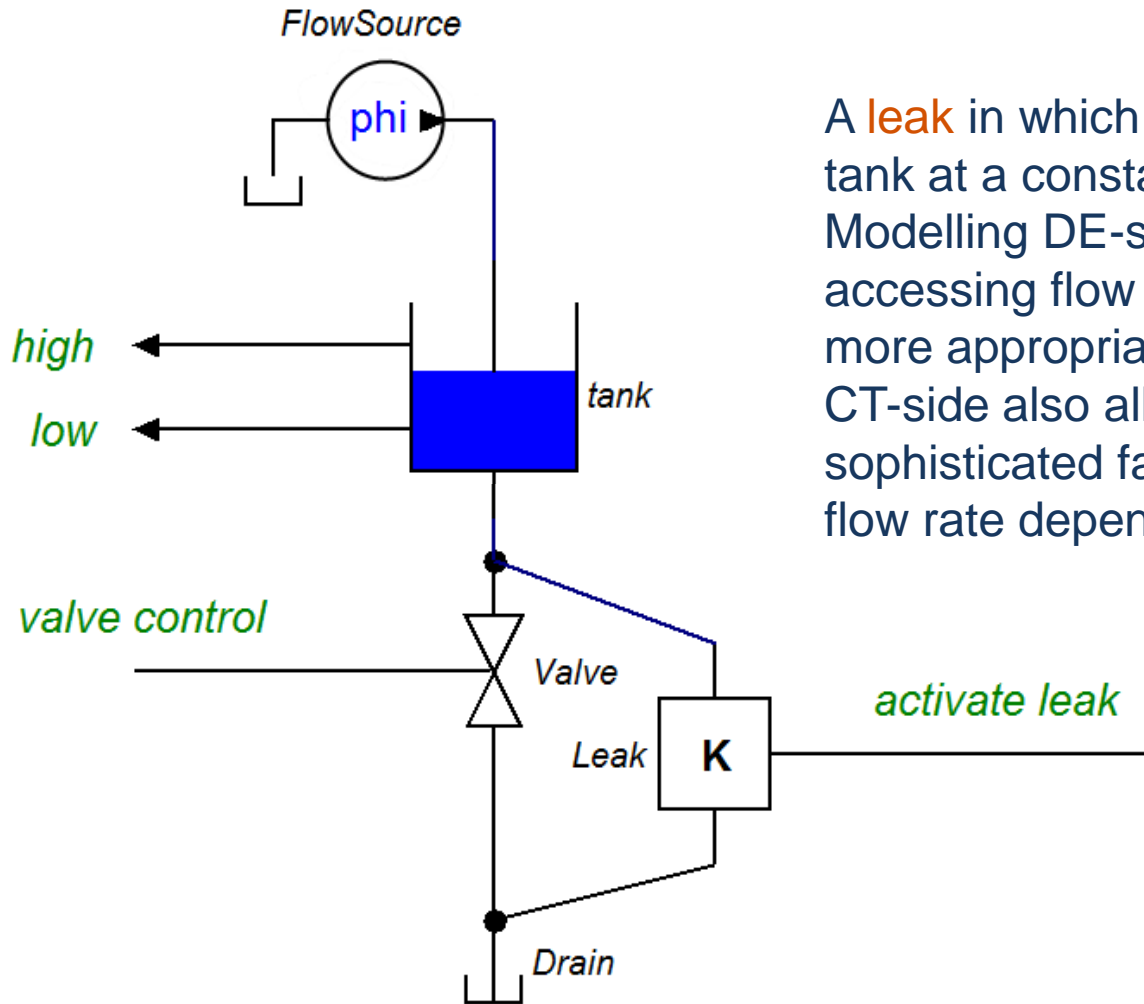 FlowSource
phi
high
low
tank
valve control
Valve
Leak
K
activate leak
Drain
A leak in which
tank at a consta
Modelling DE-s
accessing flow
more appropria
CT-side also all
sophisticated fa
flow rate depen